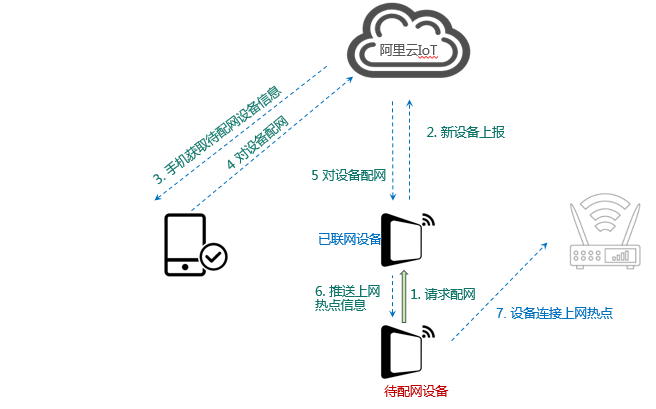 阿里云IoT
3. 手机获取待配网设备信息
4 对设备配网
2. 新设备上报
5 对设备配网
已联网设备
6. 推送上网
热点信息
1. 请求配网
7. 设备连接上网热点
待配网设备